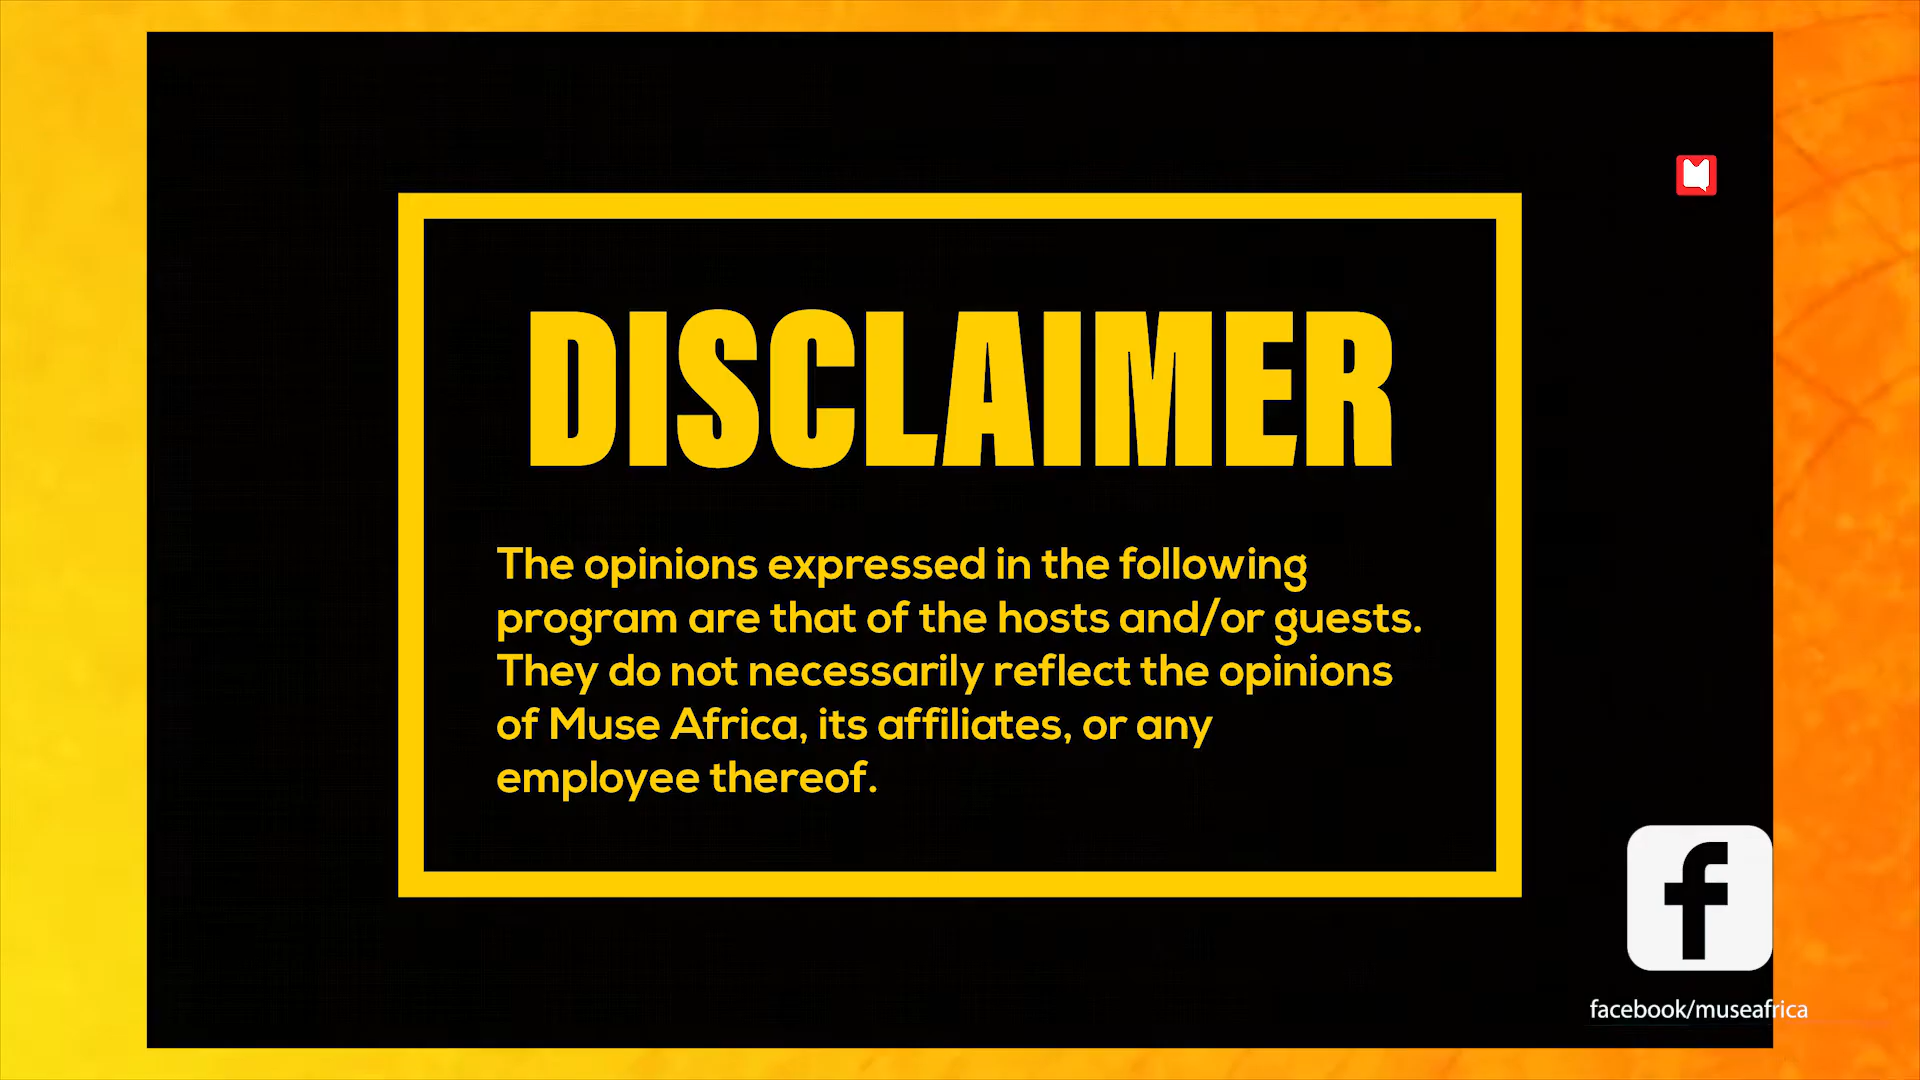 DISCLAIMER
The opinions expressed in the following
program are that of the hosts and/or guests.
They do not necessarily reflect the opinions
of Muse Africa, its affiliates, or any
employee thereof.
facebook/museafrica